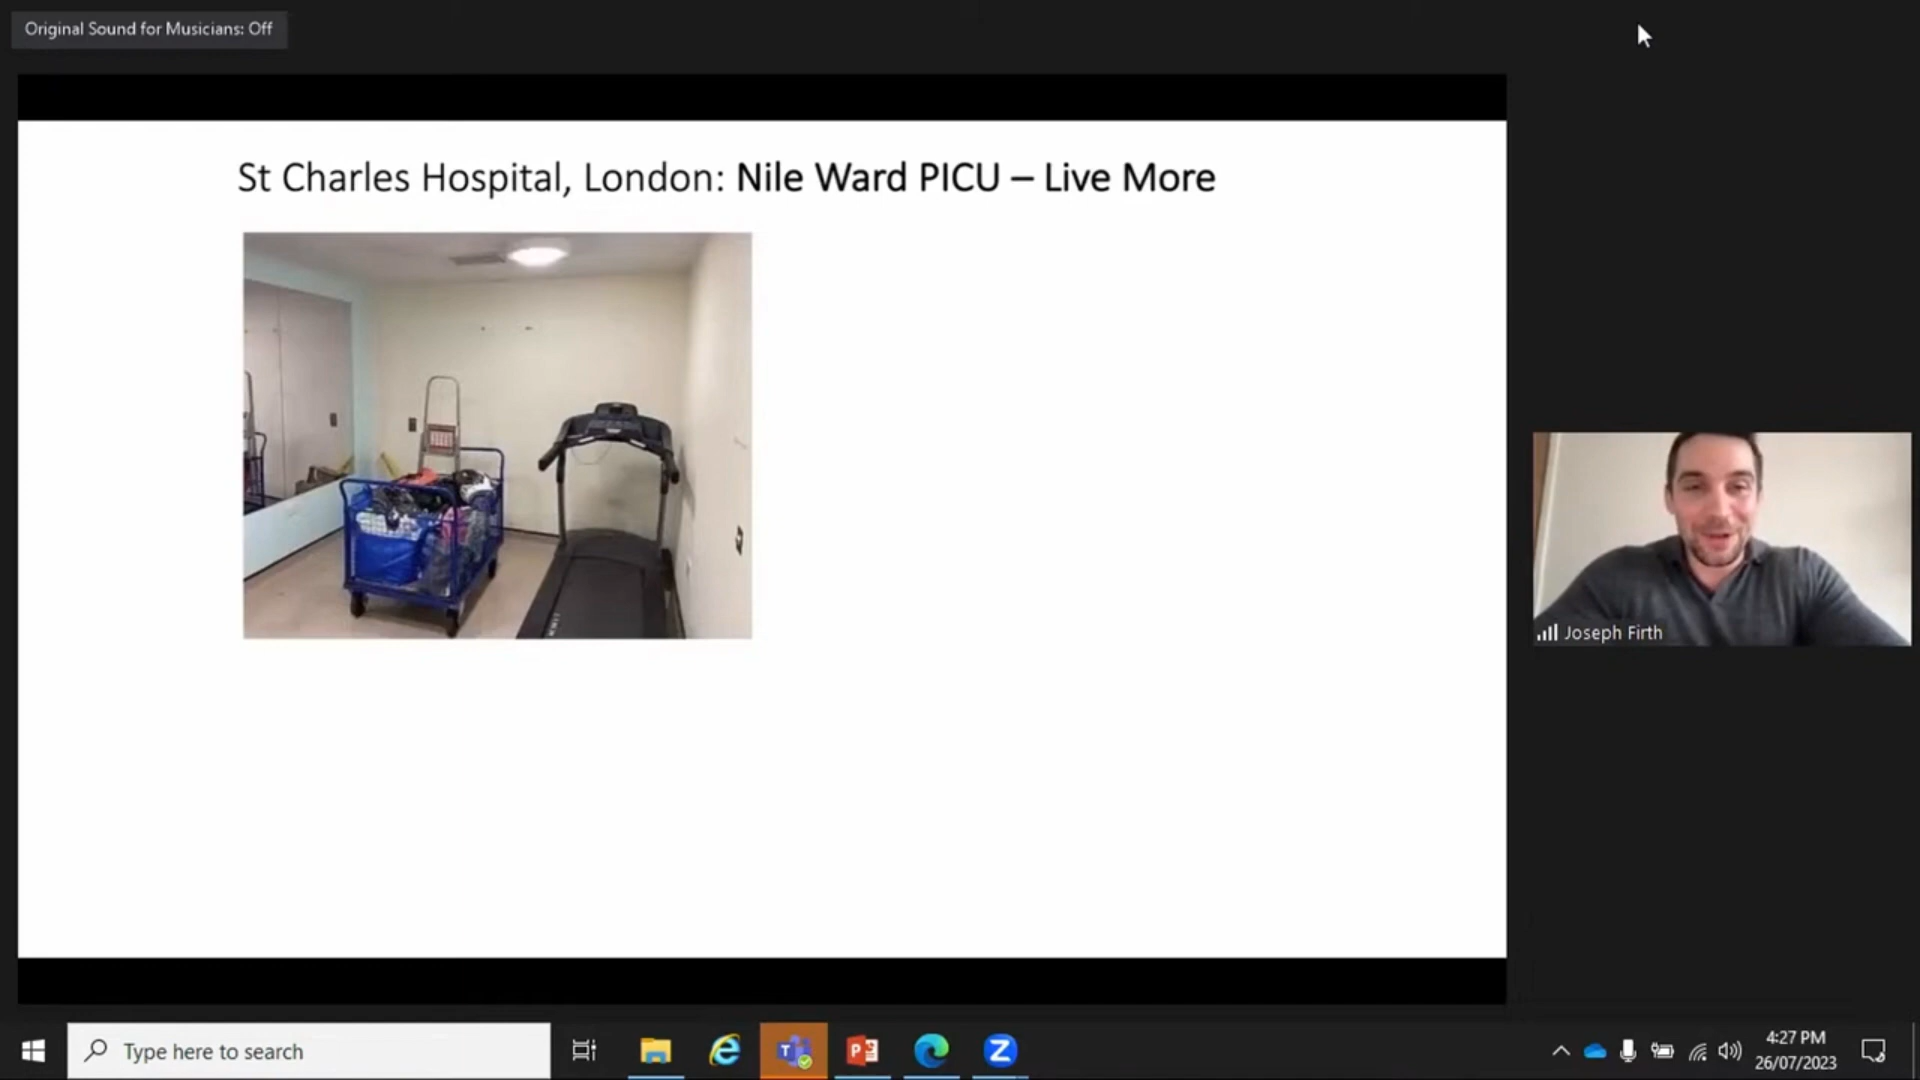 Original Sound for Musicians: Off
St Charles Hospital, London: Nile Ward PICU – Live More
Joseph Firth
Type here to search
4:27 PM
26/07/2023